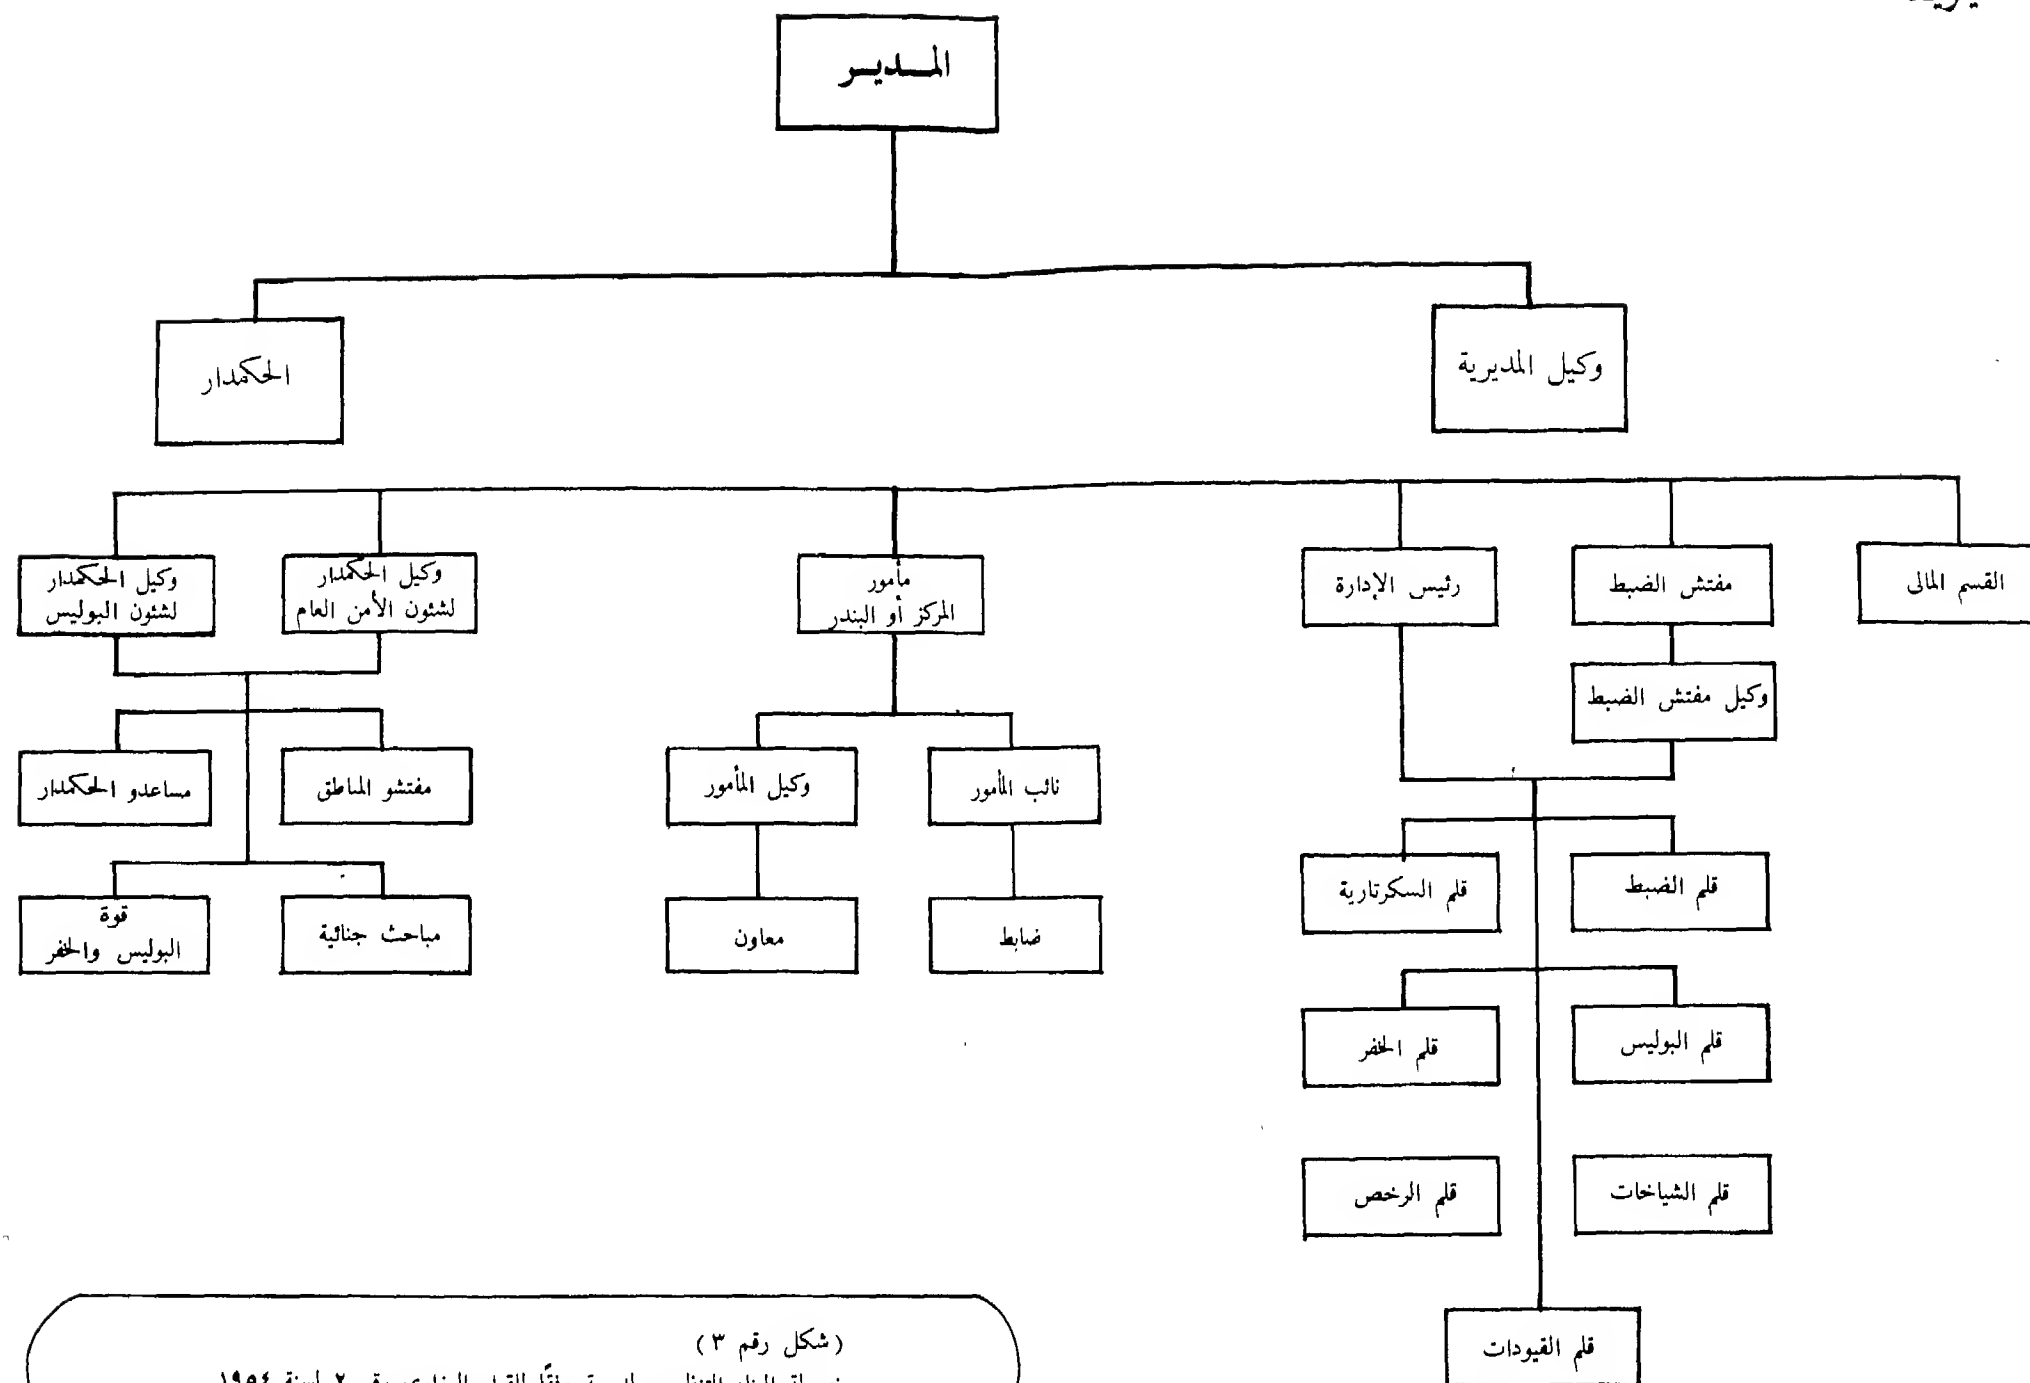 المدير
وكيل المديرية
الحكمدار
القسم المالى
مفتش الضبط
رئيس الإدارة
مأمور
المركز أو البندر
وكيل الحكمدار
لشئون الأمن العام
وكيل الحكمدار
لشئون البوليس
وكيل مفتش الضبط
نائب المأمور
وكيل المأمور
مفتشو المناطق
مساعدو الحكمدار
قلم الضبط
قلم السكرتارية
ضابط
معاون
مباحث جنائية
قوة
البوليس والخفر
قلم البوليس
قلم الخفر
قلم الشياخات
قلم الرخص
قلم القيودات
(شكل رقم ٣)
لسنة ١٩٥٤